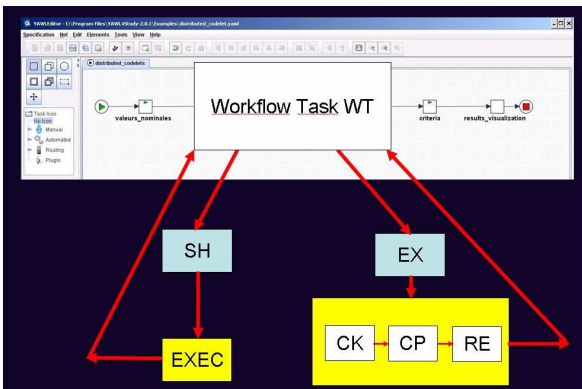 YAWLEditor - C:\Program Files\YAWL4Study-2.0.1\Examples\distributed_codelet.yawl
Specification Net Edit Elements Tools View Help
distributed_codelets
Task Icon
No Icon
Manual
Automated
Routing
Plugin
valeurs_nominales
Workflow Task WT
criteria
results_visualization
SH
EX
EXEC
CK
CP
RE